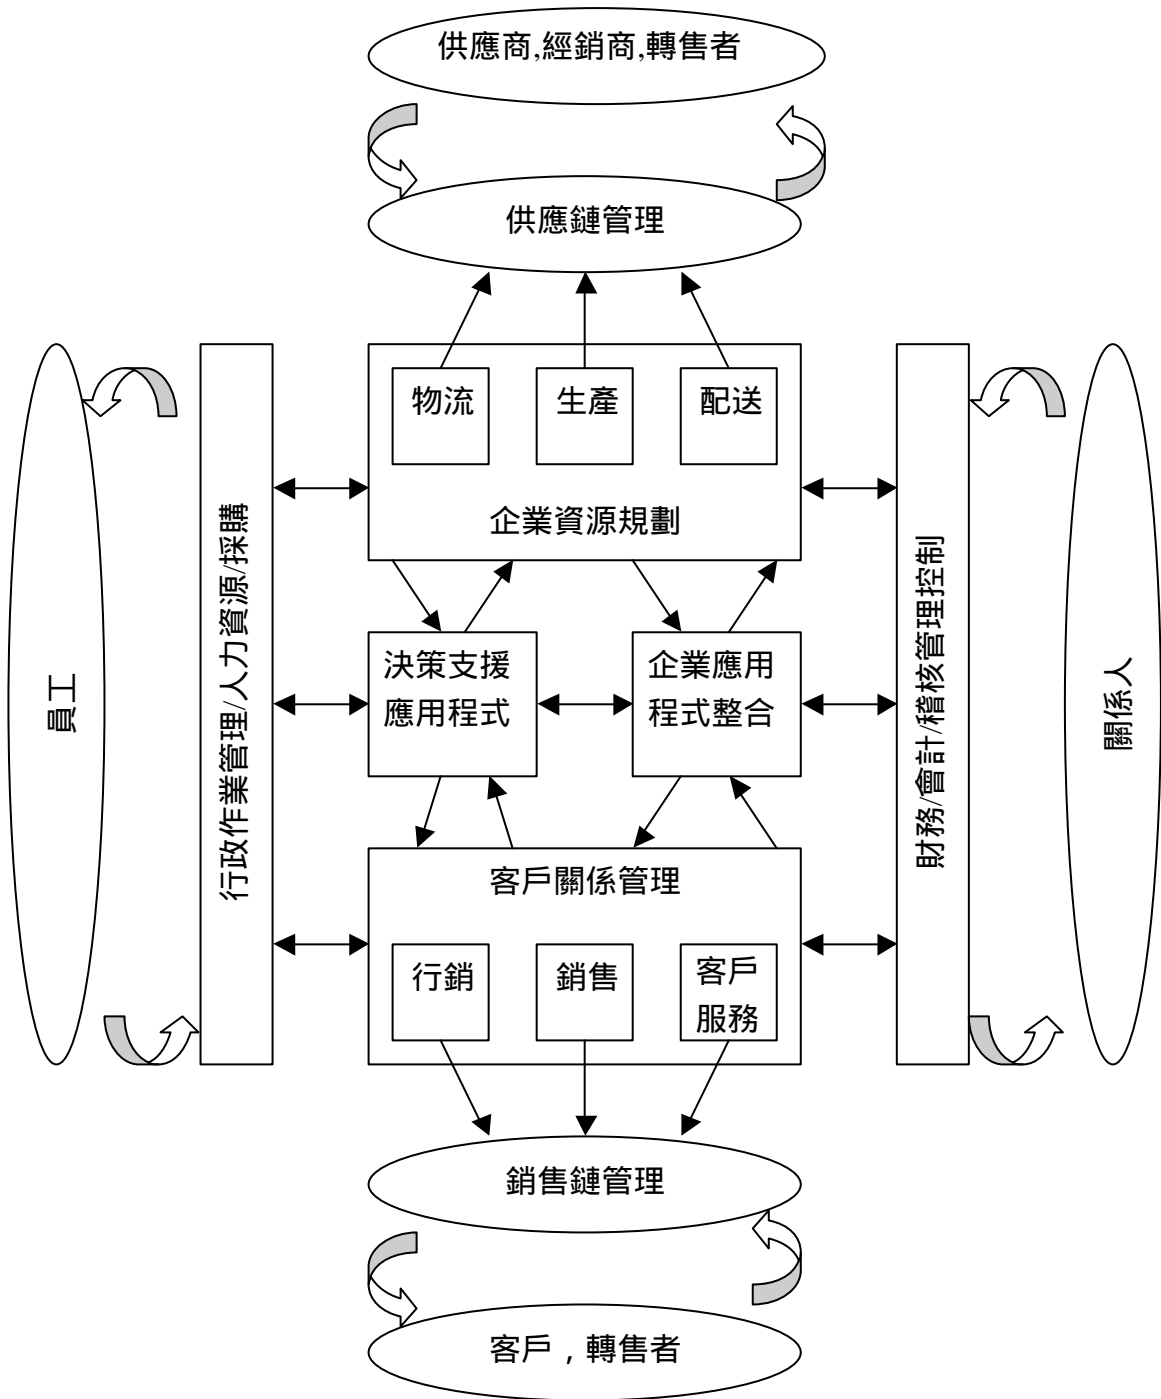 供應商,經銷商,轉售者
供應鏈管理
物流
生產
配送
企業資源規劃
員工
行政作業管理/人力資源/採購
決策支援
應用程式
企業應用
程式整合
財務/會計/稽核管理控制
關係人
客戶關係管理
行銷
銷售
客戶
服務
銷售鏈管理
客戶，轉售者